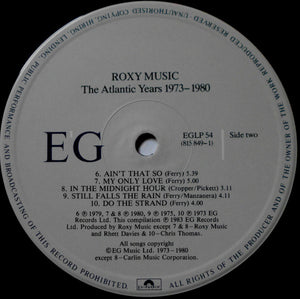 ROXY MUSIC
The Atlantic Years 1973-1980
EG
EGLP 54
(815 849-1)
Side two
6. AIN'T THAT SO (Ferry) 5.39
7. MY ONLY LOVE (Ferry) 4.00
8. IN THE MIDNIGHT HOUR (Cropper/Pickett) 3.11
9. STILL FALLS THE RAIN (Ferry/Manzanera) 4.11
10. DO THE STRAND (Ferry) 4.00
6 ℗ 1979, 7 & 8 ℗ 1980, 9 ℗ 1979, 10 ℗ 1973 EG
Records Ltd. This compilation ℗ 1983 EG Records
Ltd. Produced by Roxy Music except 7 & 8 - Roxy Music
and Rhett Davies & 10 - Chris Thomas.
All songs copyright
©EG Music Ltd. 1973-1980
except 8 - Carlin Music Corporation.
ALL RIGHTS OF THE PRODUCER AND OF THE OWNER OF THE RECORDED WORK RESERVED. UNAUTHORISED COPYING, HIRING, LENDING, PUBLIC PERFORMANCE AND BROADCASTING OF THIS RECORD PROHIBITED.